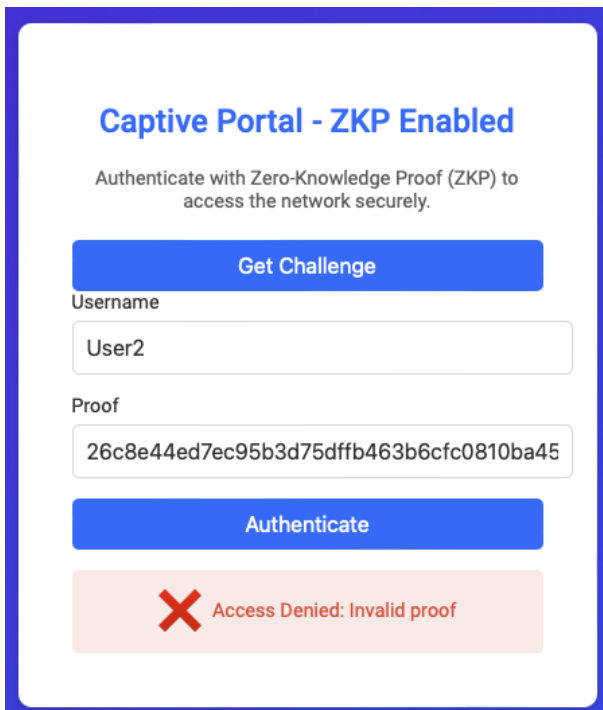 Captive Portal - ZKP Enabled
Authenticate with Zero-Knowledge Proof (ZKP) to
access the network securely.
Get Challenge
Username
User2
Proof
26c8e44ed7ec95b3d75dffb463b6cfc0810ba45
Authenticate
Access Denied: Invalid proof